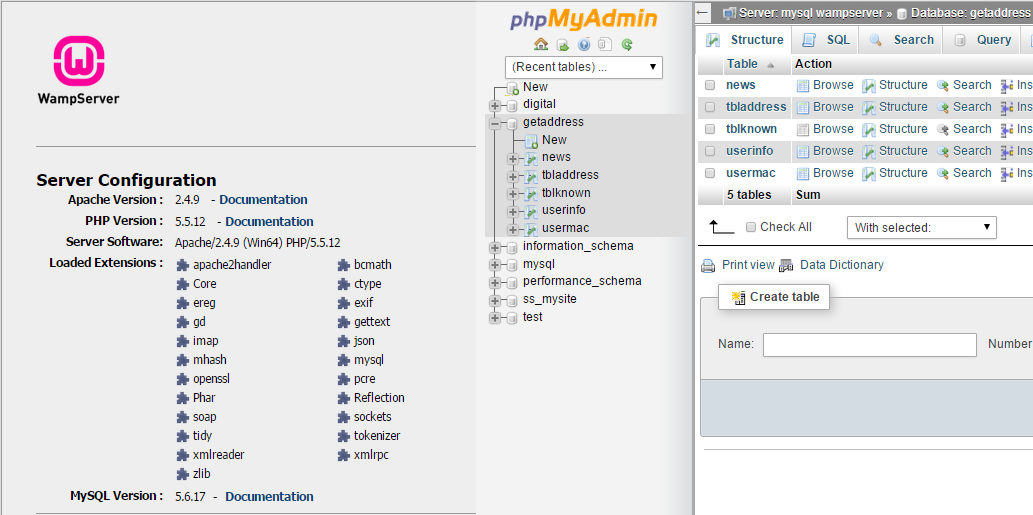 WampServer
Server Configuration
Apache Version : 2.4.9 - Documentation
PHP Version : 5.5.12 - Documentation
Server Software: Apache/2.4.9 (Win64) PHP/5.5.12
Loaded Extensions : apache2handler bcmath
Core ctype
ereg exif
gd gettext
imap json
mhash mysql
openssl pcre
Phar Reflection
soap sockets
tidy tokenizer
xmlreader xmlrpc
zlib
MySQL Version : 5.6.17 - Documentation
phpMyAdmin
(Recent tables) ...
New
digital
getaddress
New
news
tbladdress
tblknown
userinfo
usermac
information_schema
mysql
performance_schema
ss_mysite
test
Server: mysql wampserver » Database: getaddress
Structure SQL Search Query
Table Action
news Browse Structure Search Ins
tbladdress Browse Structure Search Ins
tblknown Browse Structure Search Ins
userinfo Browse Structure Search Ins
usermac Browse Structure Search Ins
5 tables Sum
Check All With selected:
Print view Data Dictionary
Create table
Name: Number